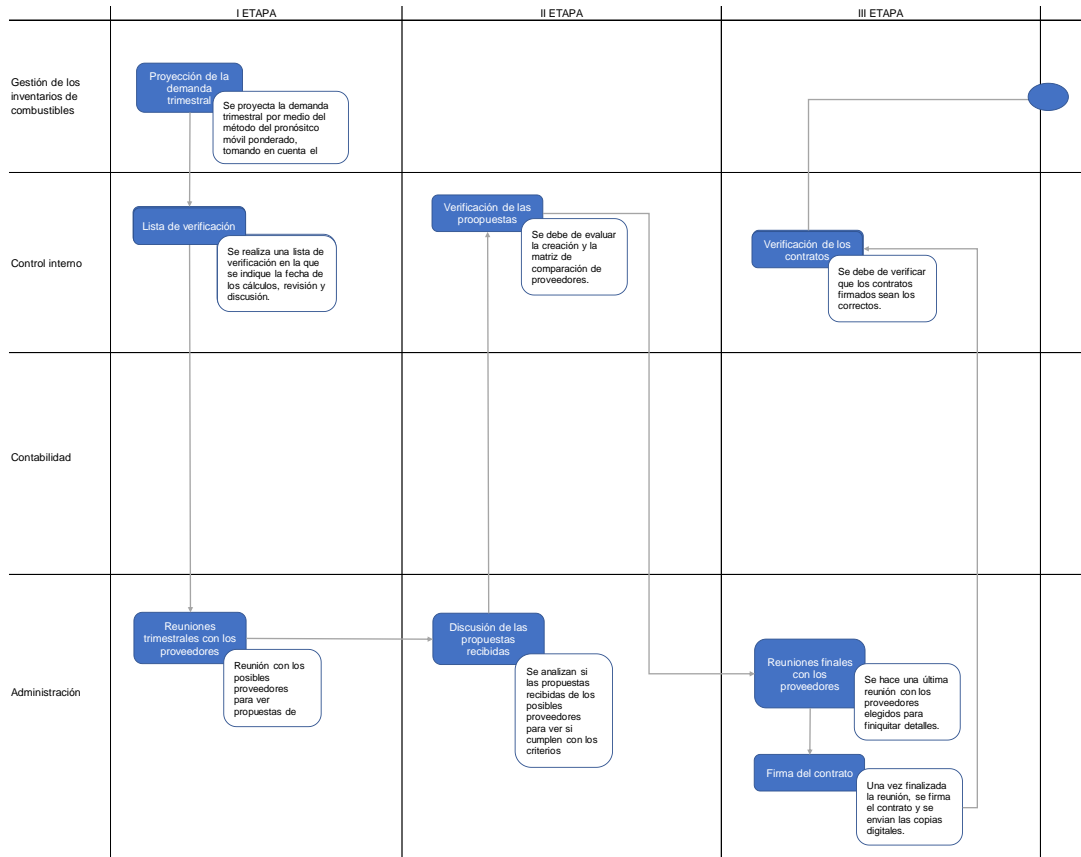 I ETAPA
II ETAPA
III ETAPA
Gestión de los
inventarios de
combustibles
Proyección de la
demanda
trimestral
Se proyecta la demanda
trimestral por medio del
método del pronósitco
móvil ponderado,
tomando en cuenta el
Control interno
Lista de verificación
Se realiza una lista de
verificación en la que
se indique la fecha de
los cálculos, revisión y
discusión.
Verificación de las
proopuestas
Se debe de evaluar
la creación y la
matriz de
comparación de
proveedores.
Verificación de los
contratos
Se debe de verificar
que los contratos
firmados sean los
correctos.
Contabilidad
Administración
Reuniones
trimestrales con los
proveedores
Reunión con los
posibles
proveedores
para ver
propuestas de
Discusión de las
propuestas
recibidas
Se analizan si
las propuestas
recibidas de los
posibles
proveedores
para ver si
cumplen con los
criterios
Reuniones finales
con los
proveedores
Se hace una última
reunión con los
proveedores
elegidos para
finiquitar detalles.
Firma del contrato
Una vez finalizada
la reunión, se firma
el contrato y se
envian las copias
digitales.